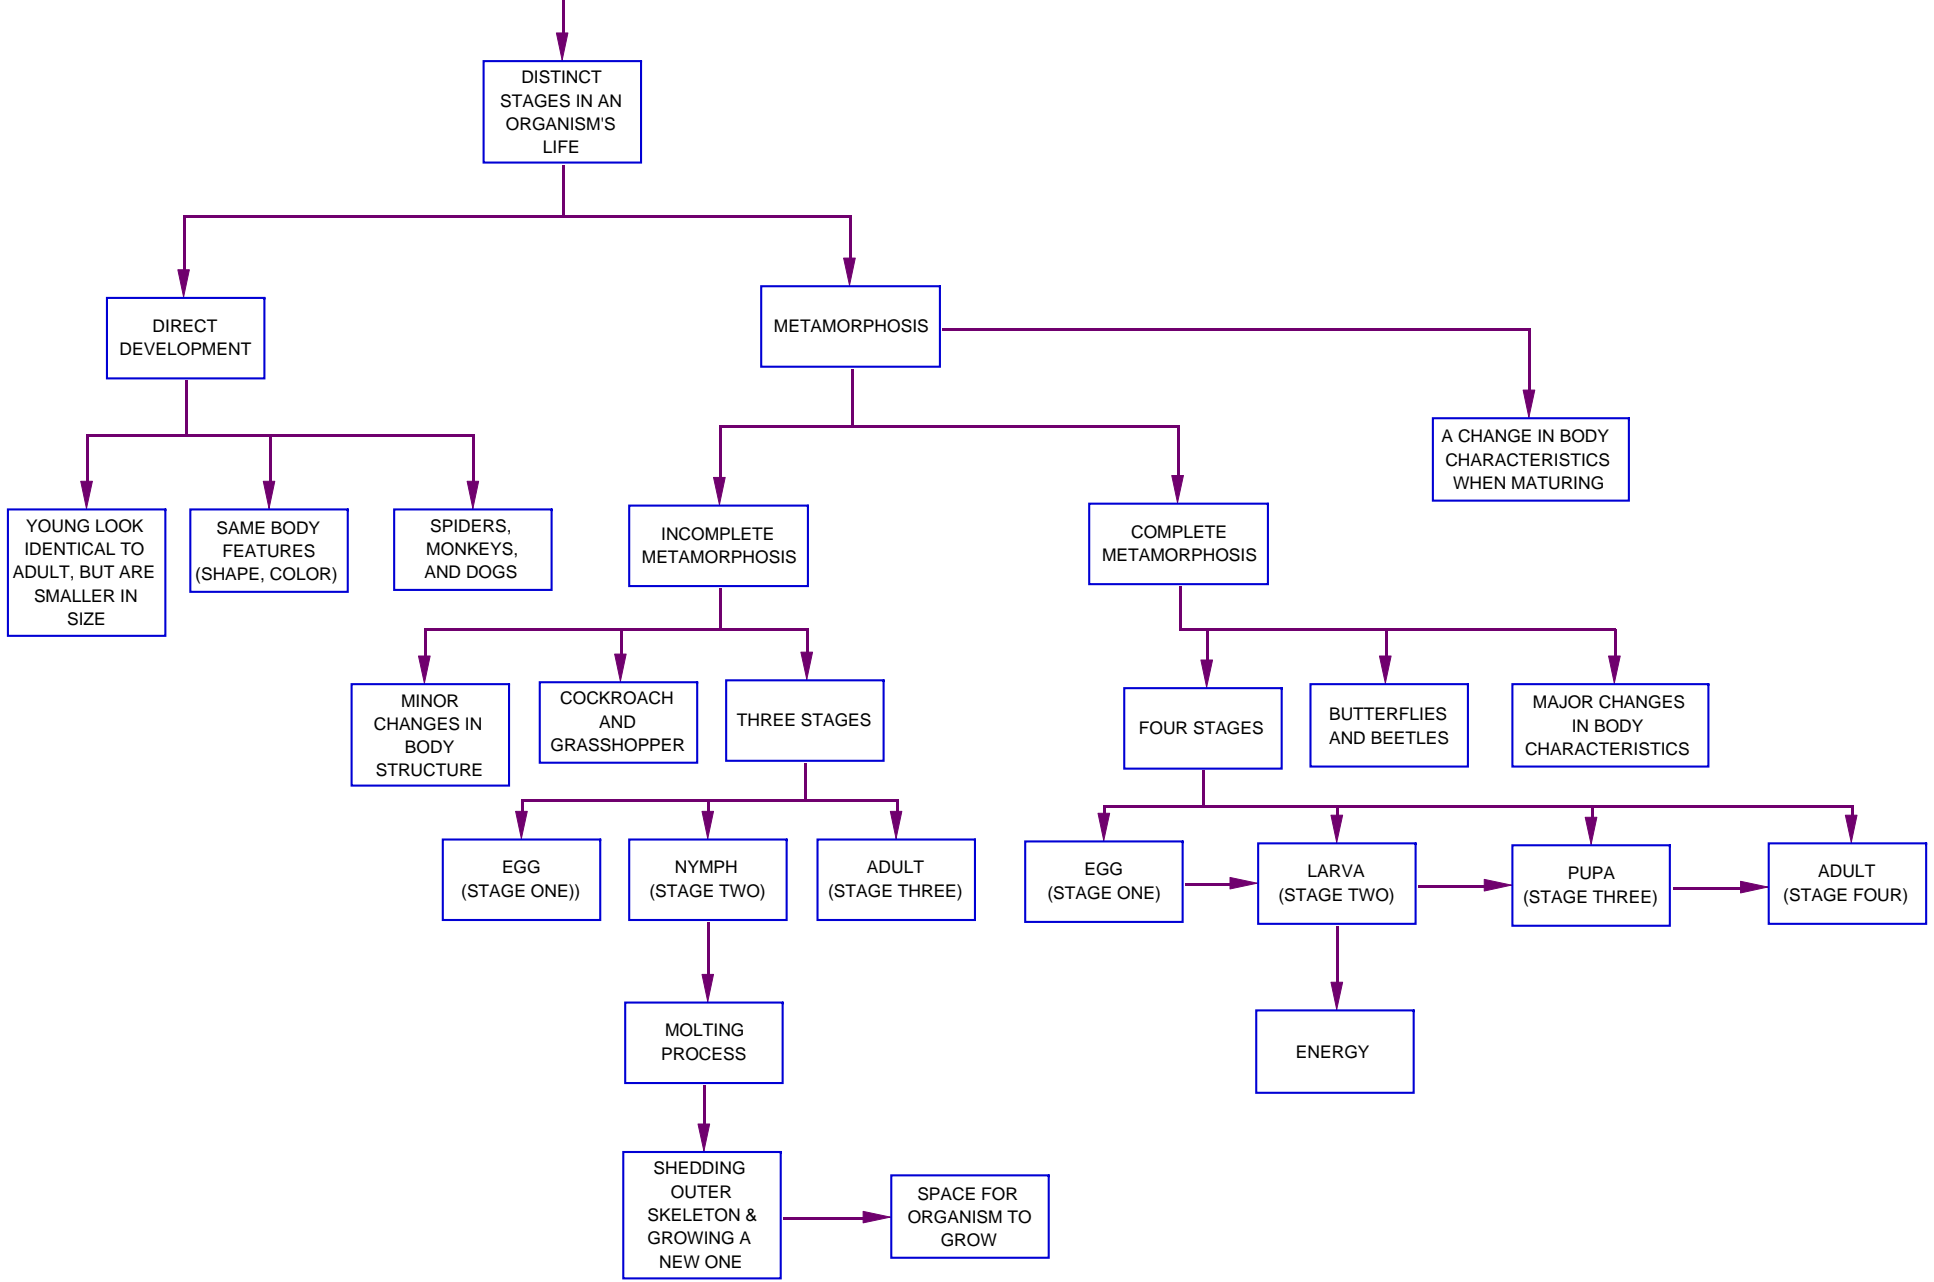 DISTINCT
STAGES IN AN
ORGANISM'S
LIFE
DIRECT
DEVELOPMENT
METAMORPHOSIS
A CHANGE IN BODY
CHARACTERISTICS
WHEN MATURING
YOUNG LOOK
IDENTICAL TO
ADULT, BUT ARE
SMALLER IN
SIZE
SAME BODY
FEATURES
(SHAPE, COLOR)
SPIDERS,
MONKEYS,
AND DOGS
INCOMPLETE
METAMORPHOSIS
COMPLETE
METAMORPHOSIS
MINOR
CHANGES IN
BODY
STRUCTURE
COCKROACH
AND
GRASSHOPPER
THREE STAGES
FOUR STAGES
BUTTERFLIES
AND BEETLES
MAJOR CHANGES
IN BODY
CHARACTERISTICS
EGG
(STAGE ONE))
NYMPH
(STAGE TWO)
ADULT
(STAGE THREE)
EGG
(STAGE ONE)
LARVA
(STAGE TWO)
PUPA
(STAGE THREE)
ADULT
(STAGE FOUR)
MOLTING
PROCESS
ENERGY
SHEDDING
OUTER
SKELETON &
GROWING A
NEW ONE
SPACE FOR
ORGANISM TO
GROW